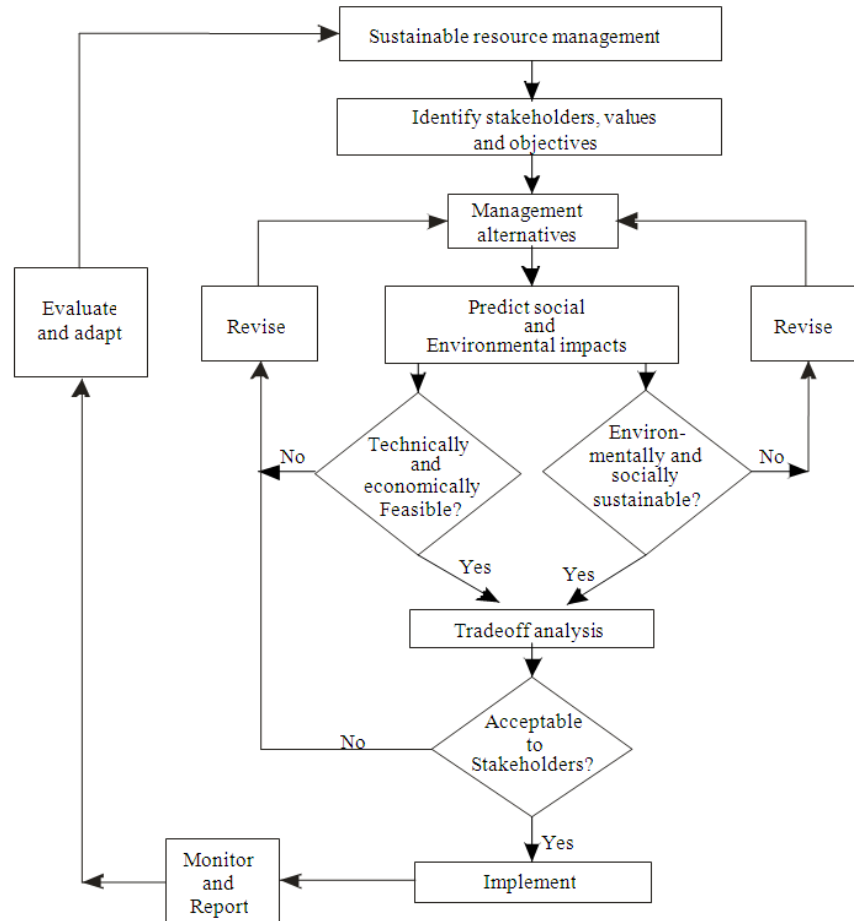 Sustainable resource management
Identify stakeholders, values
and objectives
Management
alternatives
Predict social
and
Environmental impacts
Evaluate
and adapt
Revise
Revise
Technically
and
economically
Feasible?
No
Environ-
mentally and
socially
sustainable?
No
Yes
Yes
Tradeoff analysis
Acceptable
to
Stakeholders?
No
Yes
Implement
Monitor
and
Report